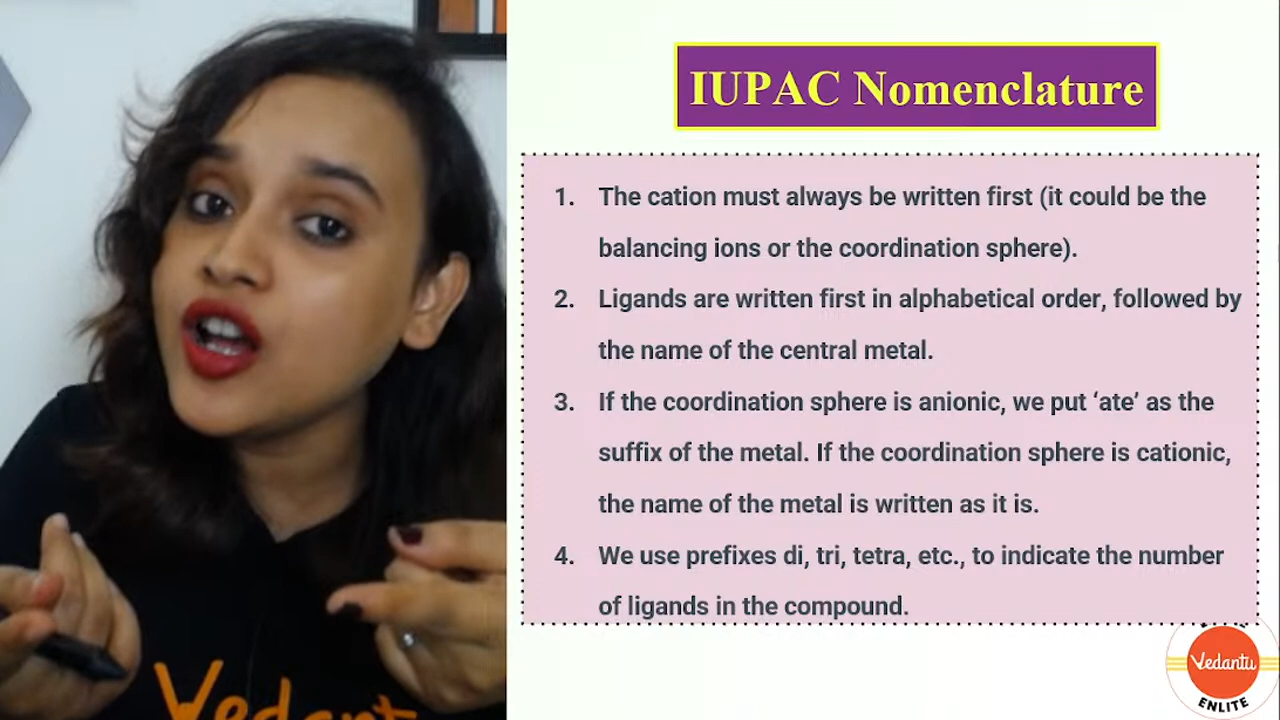 IUPAC Nomenclature
1. The cation must always be written first (it could be the
balancing ions or the coordination sphere).
2. Ligands are written first in alphabetical order, followed by
the name of the central metal.
3. If the coordination sphere is anionic, we put ‘ate’ as the
suffix of the metal. If the coordination sphere is cationic,
the name of the metal is written as it is.
4. We use prefixes di, tri, tetra, etc., to indicate the number
of ligands in the compound.
Vedantu
ENLITE